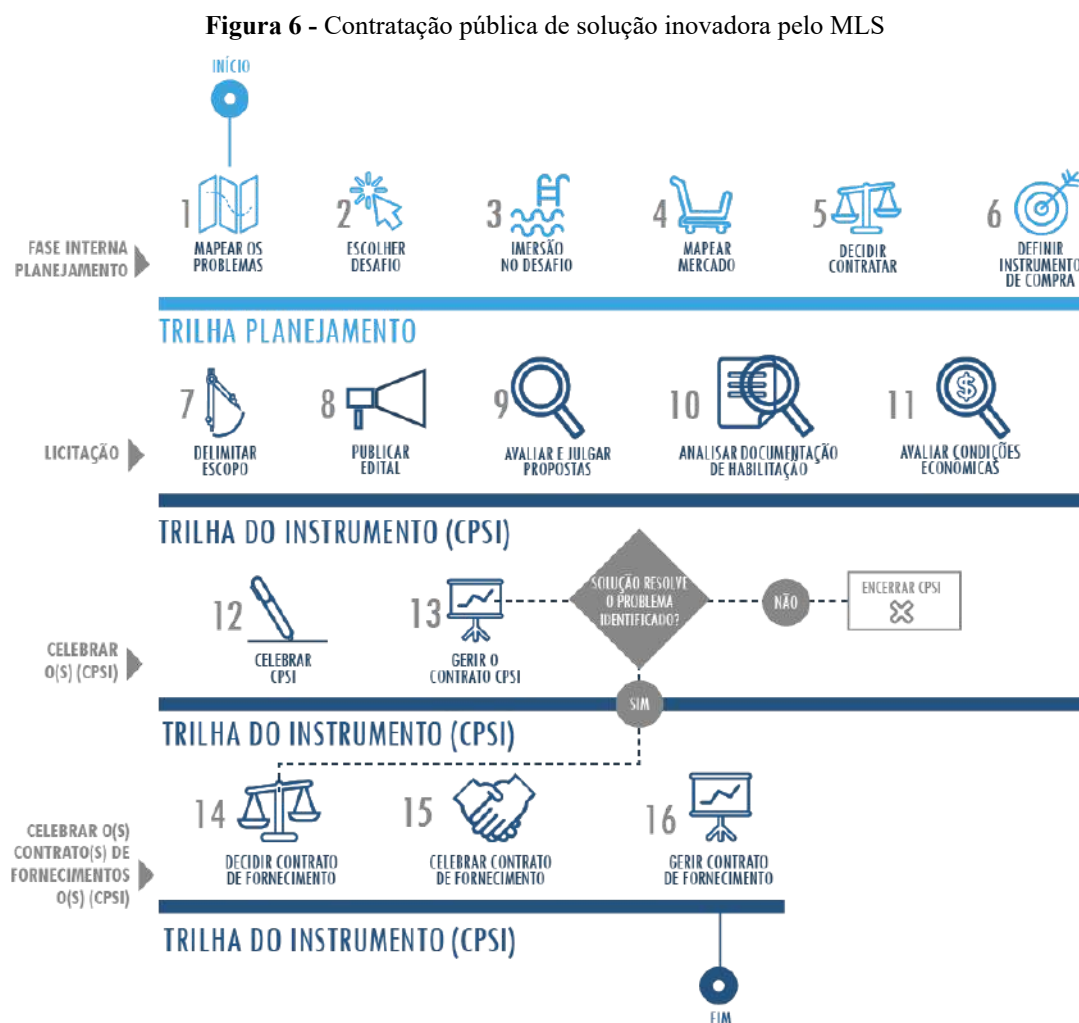 Figura 6 - Contratação pública de solução inovadora pelo MLS
INÍCIO
FASE INTERNA
PLANEJAMENTO
1
MAPEAR OS
PROBLEMAS
2
ESCOLHER
DESAFIO
3
IMERSÃO
NO DESAFIO
4
MAPEAR
MERCADO
5
DECIDIR
CONTRATAR
6
DEFINIR
INSTRUMENTO
DE COMPRA
TRILHA PLANEJAMENTO
LICITAÇÃO
7
DELIMITAR
ESCOPO
8
PUBLICAR
EDITAL
9
AVALIAR E JULGAR
PROPOSTAS
10
ANALISAR DOCUMENTAÇÃO
DE HABILITAÇÃO
11
$
AVALIAR CONDIÇÕES
ECONÔMICAS
TRILHA DO INSTRUMENTO (CPSI)
CELEBRAR
O(S) (CPSI)
12
CELEBRAR
CPSI
13
GERIR O
CONTRATO CPSI
SOLUÇÃO RESOLVE
O PROBLEMA
IDENTIFICADO?
NÃO
ENCERRAR CPSI
SIM
TRILHA DO INSTRUMENTO (CPSI)
CELEBRAR O(S)
CONTRATO(S) DE
FORNECIMENTOS
O(S) (CPSI)
14
DECIDIR CONTRATO
DE FORNECIMENTO
15
CELEBRAR CONTRATO
DE FORNECIMENTO
16
GERIR CONTRATO
DE FORNECIMENTO
TRILHA DO INSTRUMENTO (CPSI)
FIM